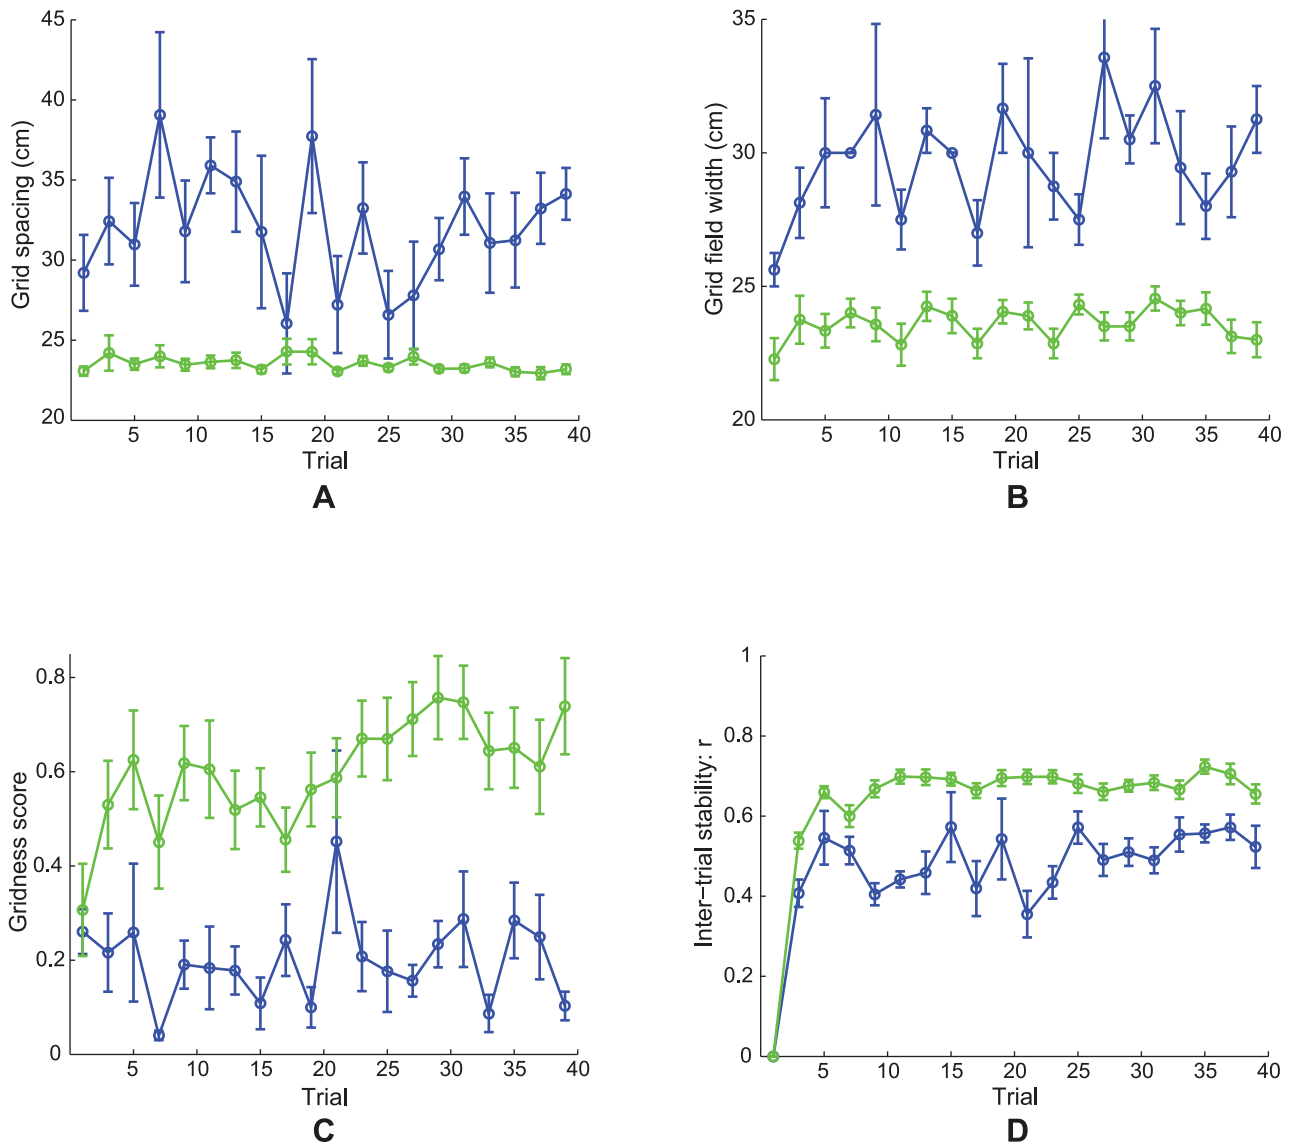 Grid spacing (cm)
45
40
35
30
25
20
5 10 15 20 25 30 35 40
Trial
A
Grid field width (cm)
35
30
25
20
5 10 15 20 25 30 35 40
Trial
B
Gridness score
0.8
0.6
0.4
0.2
0
5 10 15 20 25 30 35 40
Trial
C
Inter-trial stability: r
1
0.8
0.6
0.4
0.2
0
5 10 15 20 25 30 35 40
Trial
D